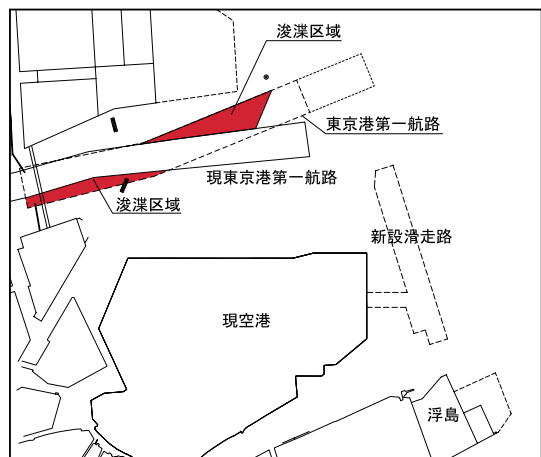 浚渫区域
東京港第一航路
現東京港第一航路
浚渫区域
新設滑走路
現空港
浮島